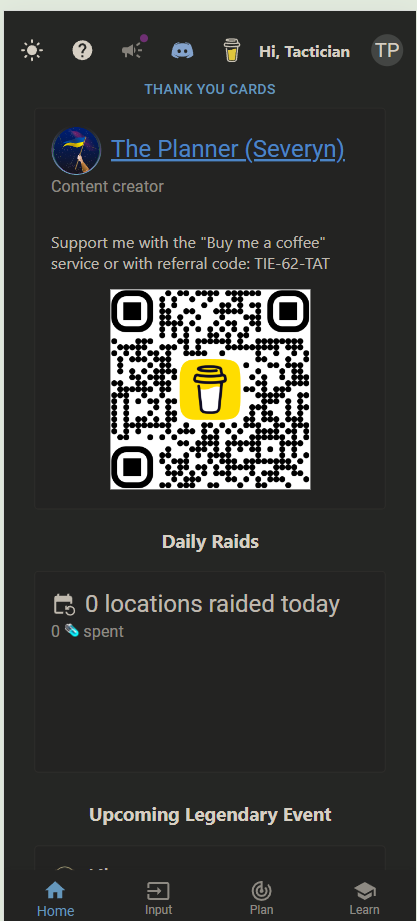 Hi, Tactician
TP
THANK YOU CARDS
The Planner (Severyn)
Content creator
Support me with the "Buy me a coffee"
service or with referral code: TIE-62-TAT
Daily Raids
0 locations raided today
0 spent
Upcoming Legendary Event
Home
Input
Plan
Learn